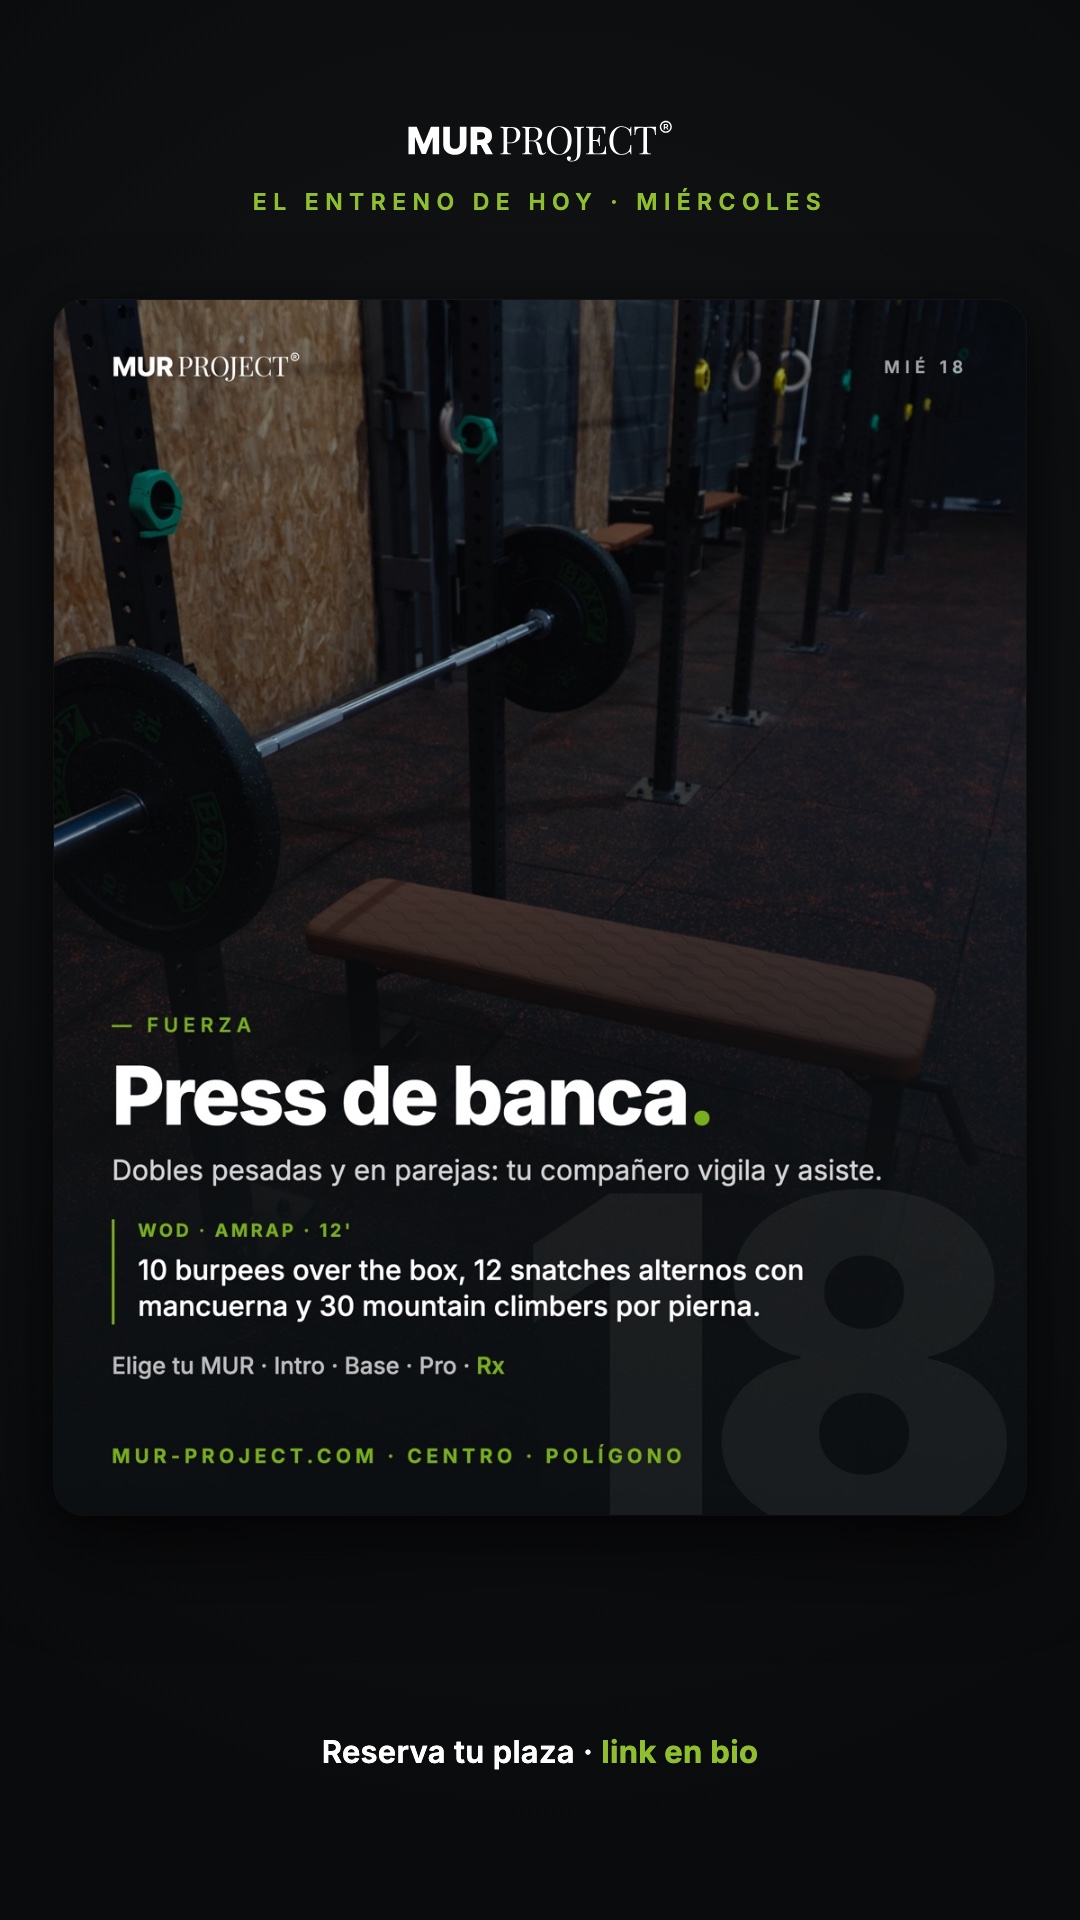 MUR PROJECT®
EL ENTRENO DE HOY · MIÉRCOLES
MUR PROJECT®
MIÉ 18
BOXPT
— FUERZA
Press de banca.
Dobles pesadas y en parejas: tu compañero vigila y asiste.
WOD · AMRAP · 12'
10 burpees over the box, 12 snatches alternos con
mancuerna y 30 mountain climbers por pierna.
Elige tu MUR · Intro · Base · Pro · Rx
18
MUR-PROJECT.COM · CENTRO · POLÍGONO
Reserva tu plaza · link en bio